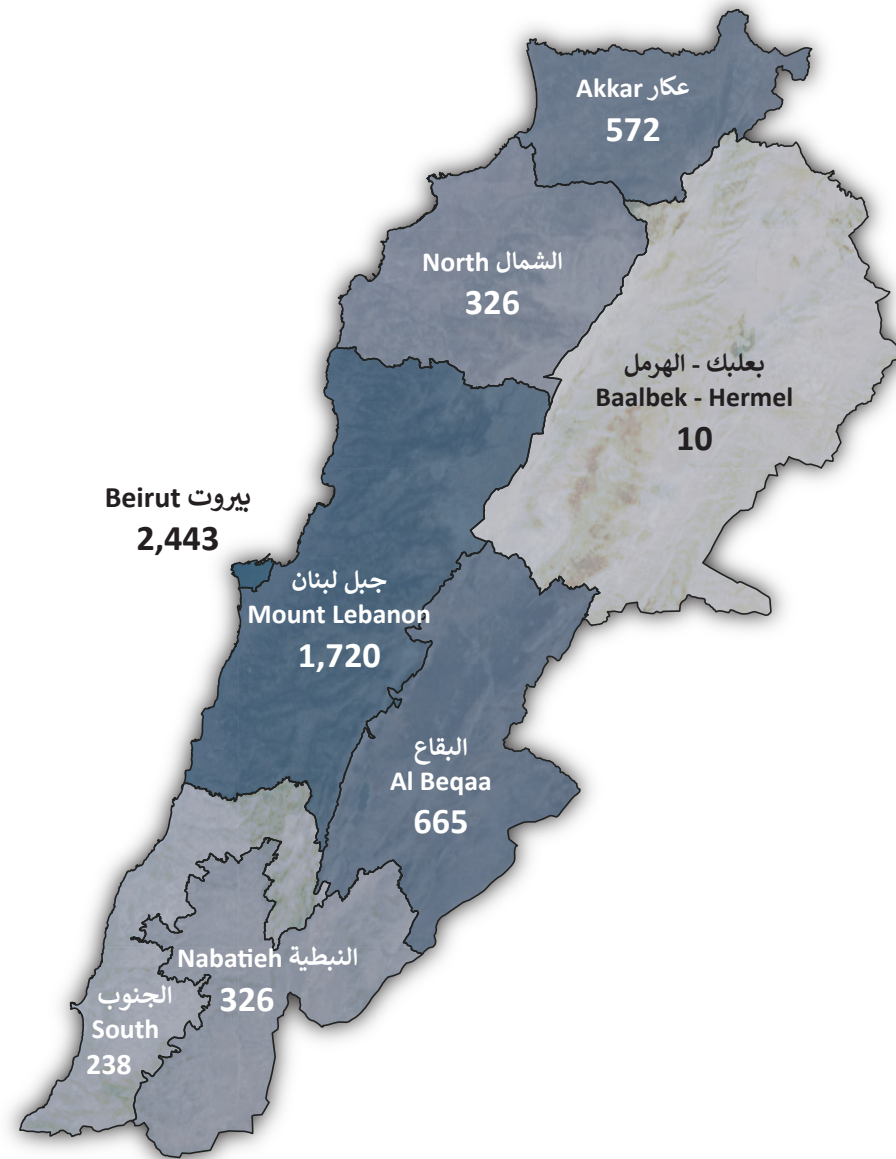 Akkar عكار
572
North الشمال
326
بعلبك - الهرمل
Baalbek - Hermel
10
Beirut بيروت
2,443
جبل لبنان
Mount Lebanon
1,720
البقاع
Al Beqaa
665
Nabatieh النبطية
326
الجنوب
South
238